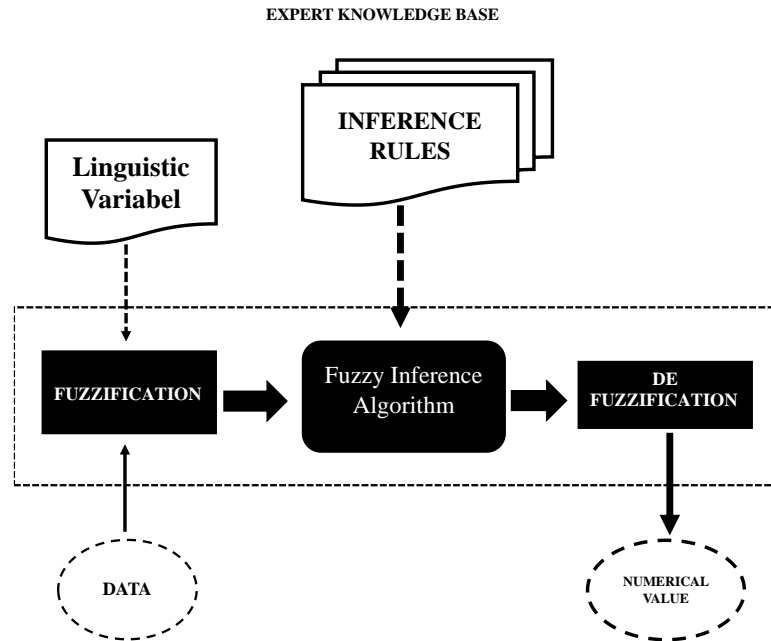 EXPERT KNOWLEDGE BASE
INFERENCE
RULES
Linguistic
Variabel
FUZZIFICATION
Fuzzy Inference
Algorithm
DE
FUZZIFICATION
DATA
NUMERICAL
VALUE